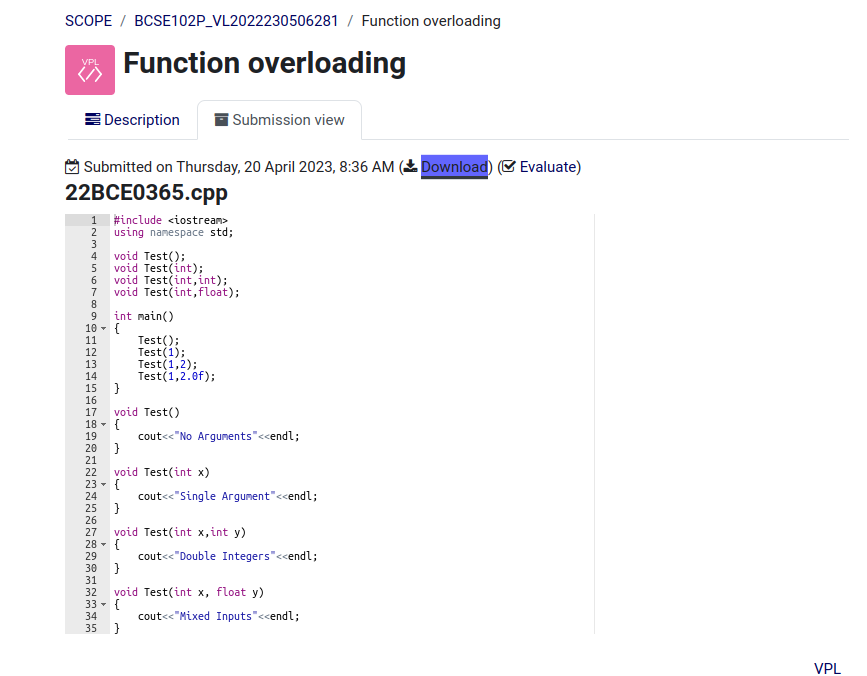 SCOPE / BCSE102P_VL2022230506281 / Function overloading
VPL
Function overloading
Description
Submission view
Submitted on Thursday, 20 April 2023, 8:36 AM (Download) (Evaluate)
22BCE0365.cpp
1 #include <iostream>
2 using namespace std;
3
4 void Test();
5 void Test(int);
6 void Test(int,int);
7 void Test(int,float);
8
9 int main()
10 {
11     Test();
12     Test(1);
13     Test(1,2);
14     Test(1,2.0f);
15 }
16
17 void Test()
18 {
19     cout<<"No Arguments"<<endl;
20 }
21
22 void Test(int x)
23 {
24     cout<<"Single Argument"<<endl;
25 }
26
27 void Test(int x,int y)
28 {
29     cout<<"Double Integers"<<endl;
30 }
31
32 void Test(int x, float y)
33 {
34     cout<<"Mixed Inputs"<<endl;
35 }
VPL